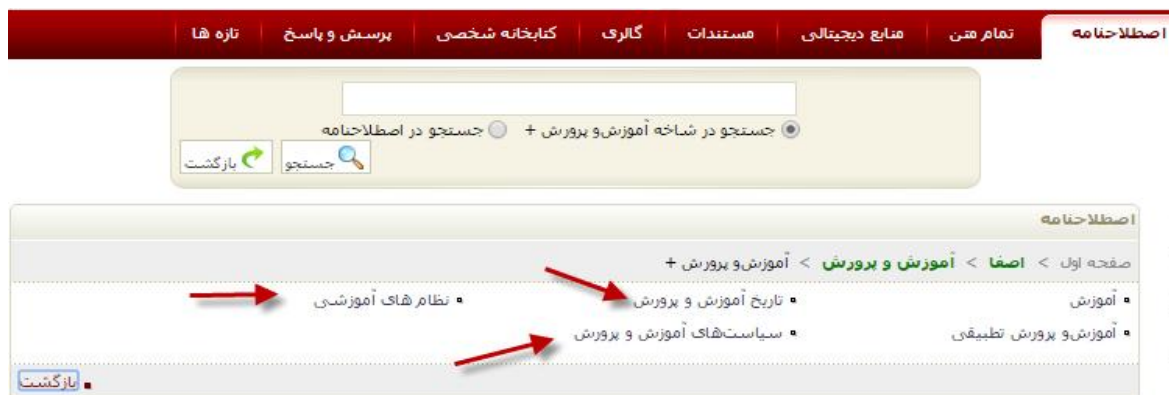 اصطلاحنامه تمام متن منابع دیجیتالی مستندات گالری کتابخانه شخصی پرسش و پاسخ تازه ها
جستجو در شاخه آموزش‌و پرورش + جستجو در اصطلاحنامه
جستجو بازگشت
اصطلاحنامه
صفحه اول > اصفا > آموزش و پرورش > آموزش‌و پرورش +
آموزش تاریخ آموزش و پرورش نظام های آموزشی
آموزش‌و پرورش تطبیقی سیاست‌های آموزش و پرورش
بازگشت